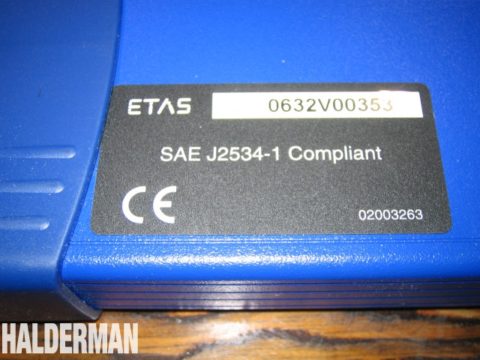 ETAS 0632V00353
SAE J2534-1 Compliant
CE 02003263
HALDERMAN